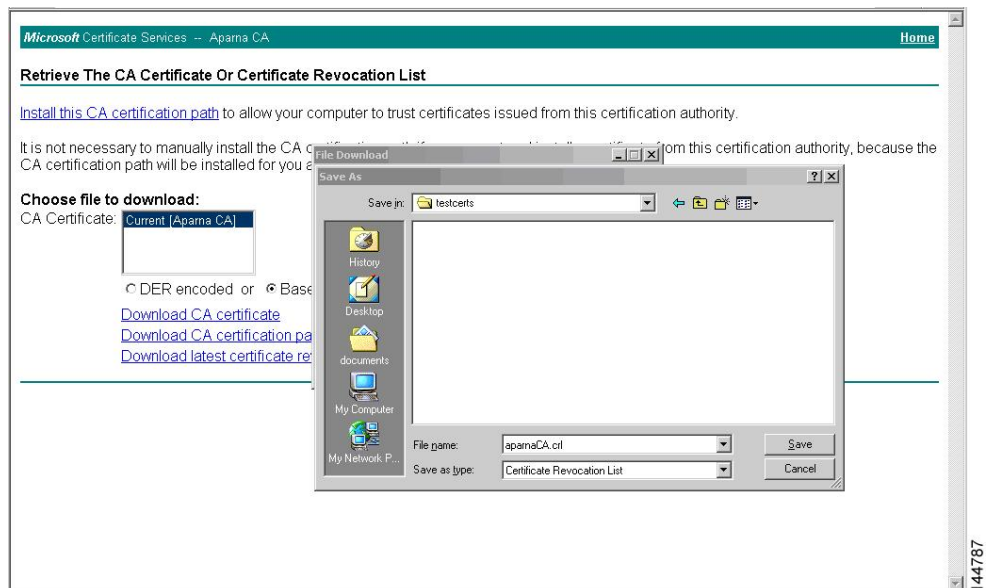 Microsoft Certificate Services -- Aparna CA Home
Retrieve The CA Certificate Or Certificate Revocation List
Install this CA certification path to allow your computer to trust certificates issued from this certification authority.
It is not necessary to manually install the CA from this certification authority, because the
CA certification path will be installed for you
Choose file to download:
CA Certificate: Current [Aparna CA]
DER encoded or Base
Download CA certificate
Download CA certification pa
Download latest certificate re
File Download
Save As
Save in: testcerts
History
Desktop
documents
My Computer
My Network P...
File name: aparnaCA.crl Save
Save as type: Certificate Revocation List Cancel
144787